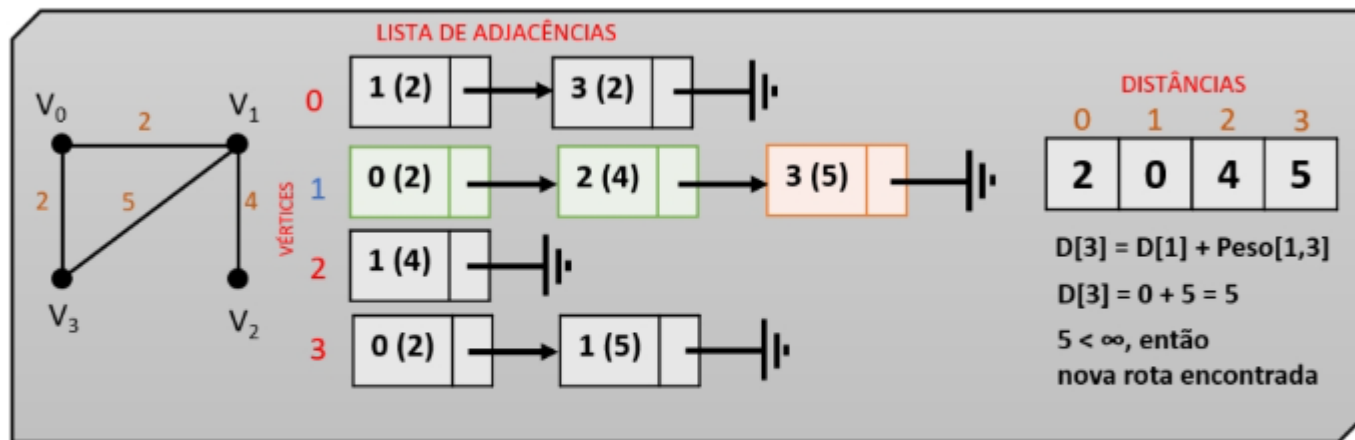 LISTA DE ADJACÊNCIAS
V0 V1
2
2 5 4
V3 V2
VÉRTICES
0 1 (2) 3 (2)
1 0 (2) 2 (4) 3 (5)
2 1 (4)
3 0 (2) 1 (5)
DISTÂNCIAS
0 1 2 3
2 0 4 5
D[3] = D[1] + Peso[1,3]
D[3] = 0 + 5 = 5
5 < ∞, então
nova rota encontrada